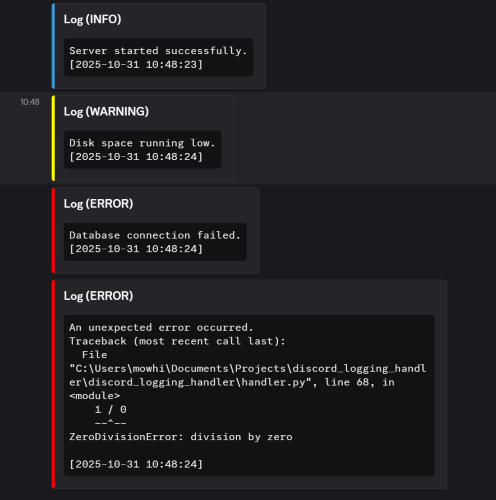 Log (INFO)
Server started successfully.
[2025-10-31 10:48:23]
10:48
Log (WARNING)
Disk space running low.
[2025-10-31 10:48:24]
Log (ERROR)
Database connection failed.
[2025-10-31 10:48:24]
Log (ERROR)
An unexpected error occurred.
Traceback (most recent call last):
  File
"C:\Users\mowhi\Documents\Projects\discord_logging_handl
er\discord_logging_handler\handler.py", line 68, in
<module>
    1 / 0
    ~~^~~
ZeroDivisionError: division by zero
[2025-10-31 10:48:24]